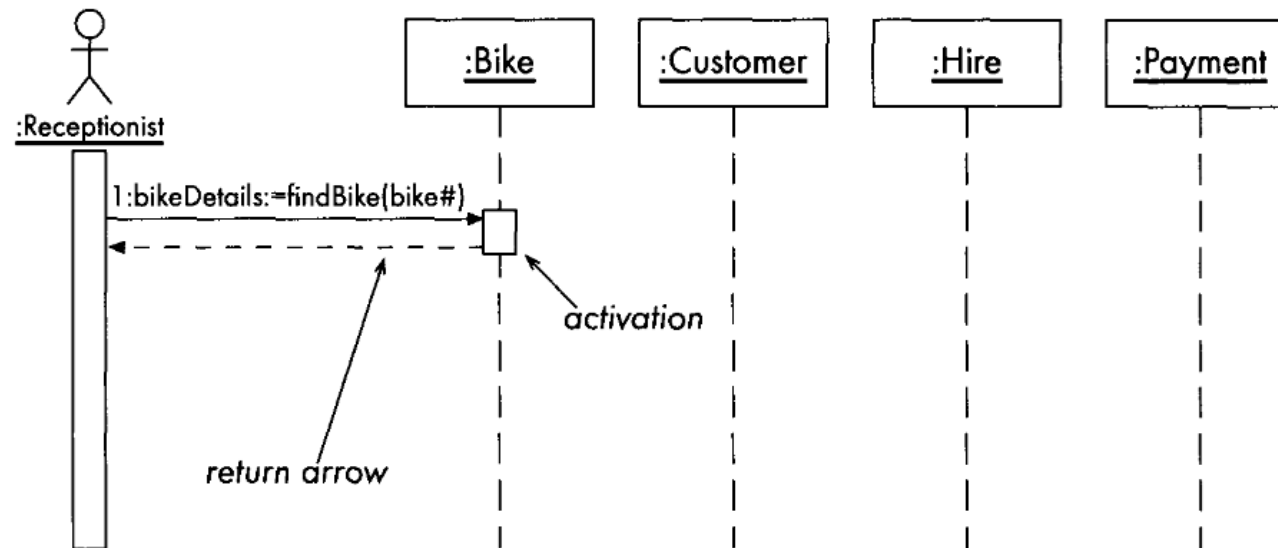 :Bike
:Customer
:Hire
:Payment
:Receptionist
1:bikeDetails:=findBike(bike#)
activation
return arrow